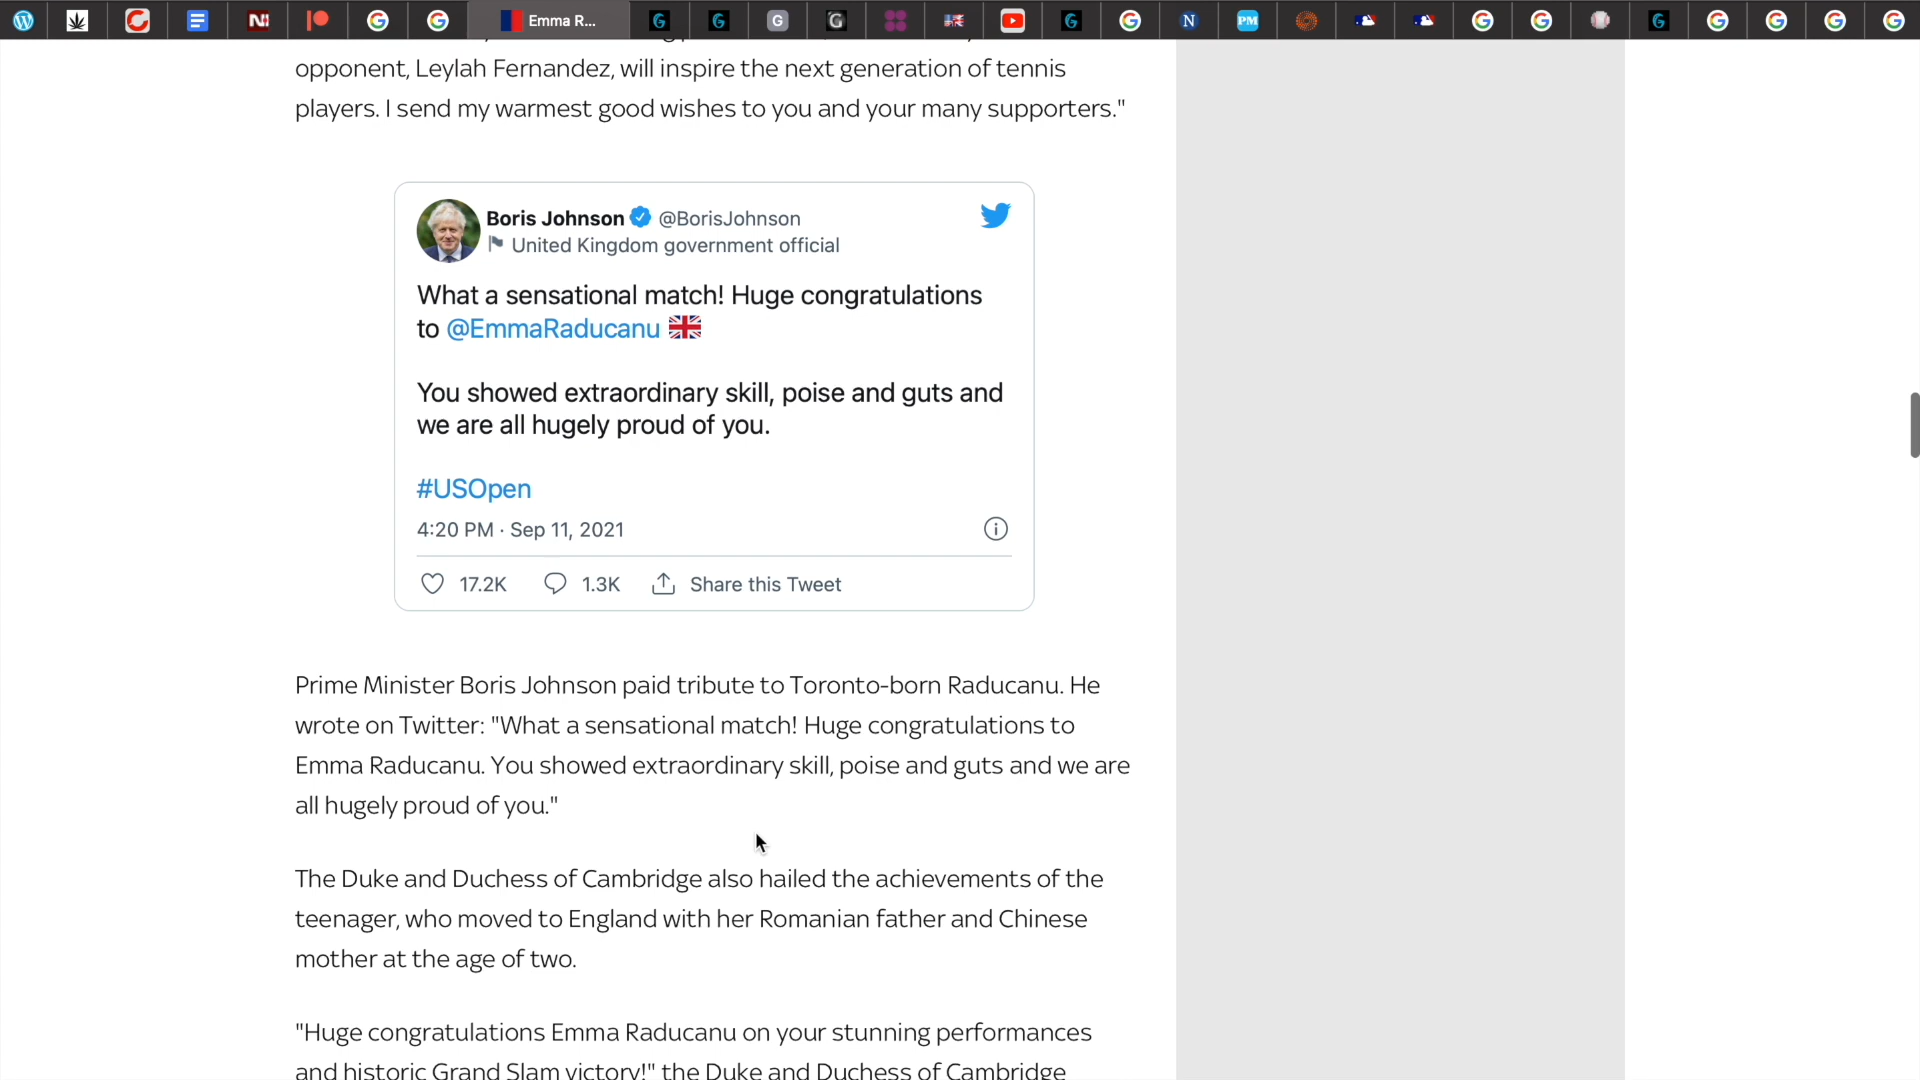 Emma R...
opponent, Leylah Fernandez, will inspire the next generation of tennis
players. I send my warmest good wishes to you and your many supporters."
Boris Johnson @BorisJohnson
United Kingdom government official
What a sensational match! Huge congratulations
to @EmmaRaducanu 🇬🇧
You showed extraordinary skill, poise and guts and
we are all hugely proud of you.
#USOpen
4:20 PM · Sep 11, 2021
17.2K 1.3K Share this Tweet
Prime Minister Boris Johnson paid tribute to Toronto-born Raducanu. He
wrote on Twitter: "What a sensational match! Huge congratulations to
Emma Raducanu. You showed extraordinary skill, poise and guts and we are
all hugely proud of you."
The Duke and Duchess of Cambridge also hailed the achievements of the
teenager, who moved to England with her Romanian father and Chinese
mother at the age of two.
"Huge congratulations Emma Raducanu on your stunning performances
and historic Grand Slam victory!" the Duke and Duchess of Cambridge